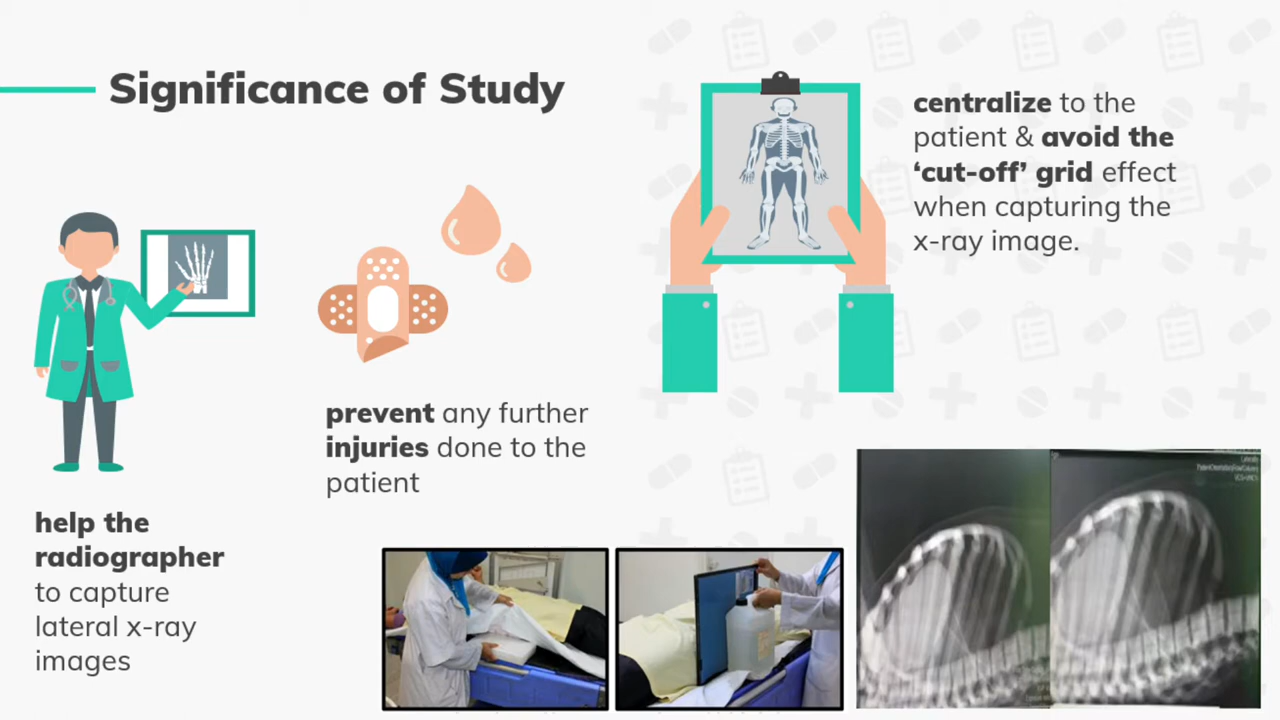 Significance of Study
help the
radiographer
to capture
lateral x-ray
images
prevent any further
injuries done to the
patient
centralize to the
patient & avoid the
‘cut-off’ grid effect
when capturing the
x-ray image.